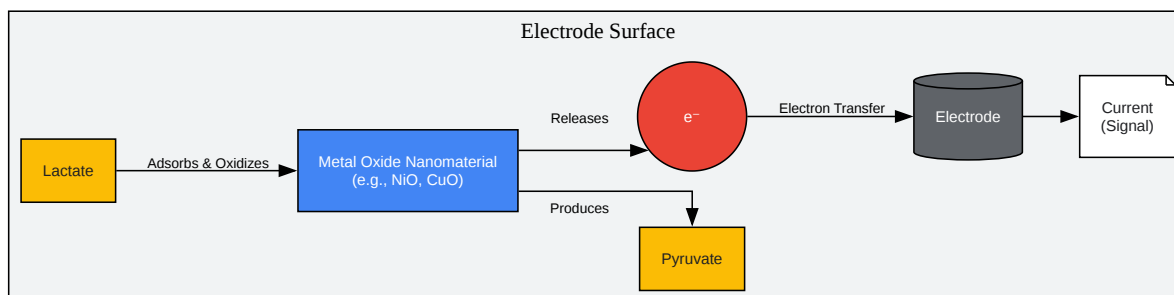 Electrode Surface
Lactate
Adsorbs & Oxidizes
Metal Oxide Nanomaterial
(e.g., NiO, CuO)
Releases
e⁻
Electron Transfer
Electrode
Current
(Signal)
Produces
Pyruvate